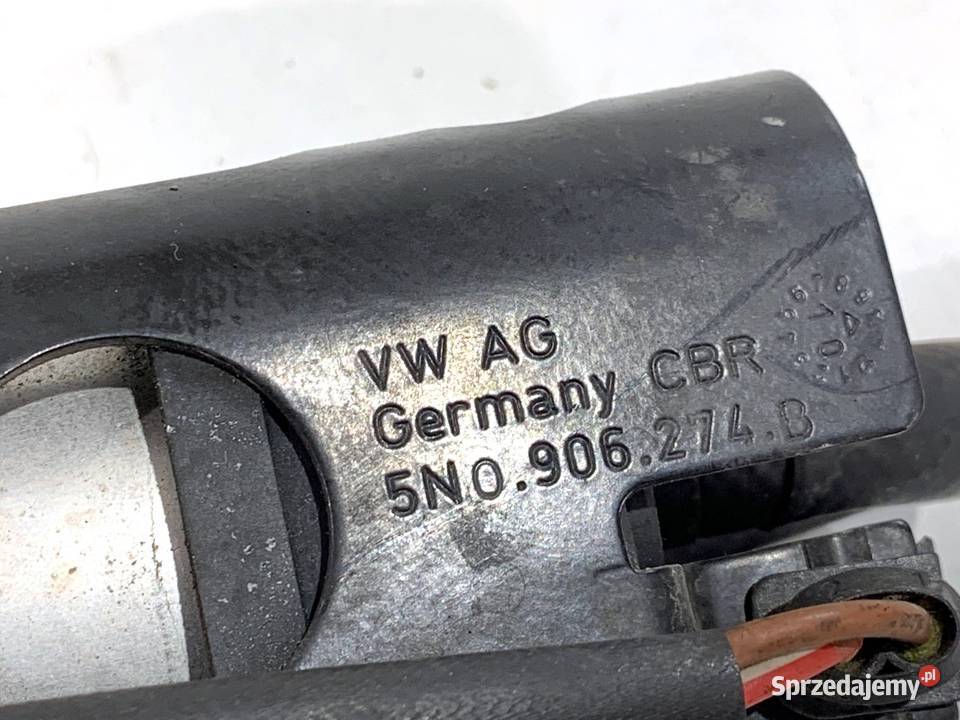 VW AG
Germany CBR
5N0.906.274.B
Sprzedajemy.pl